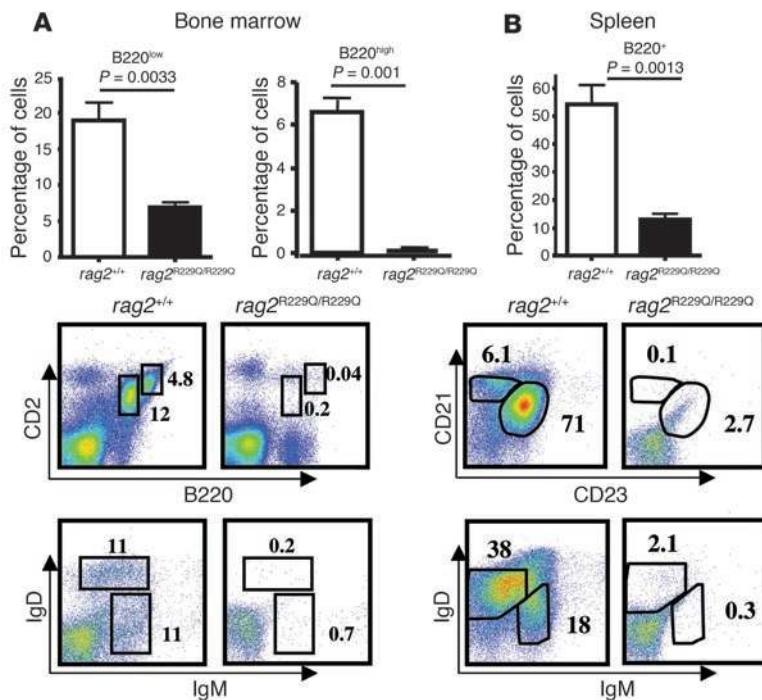 A Bone marrow
B220low
P = 0.0033
Percentage of cells
25
20
15
10
5
0
rag2+/+ rag2R229Q/R229Q
B220high
P = 0.001
Percentage of cells
8
6
4
2
0
rag2+/+ rag2R229Q/R229Q
B Spleen
B220+
P = 0.0013
Percentage of cells
70
60
50
40
30
20
10
0
rag2+/+ rag2R229Q/R229Q
rag2+/+ rag2R229Q/R229Q
CD2
4.8
12
0.04
0.2
B220
IgD
11
11
0.2
0.7
IgM
rag2+/+ rag2R229Q/R229Q
CD21
6.1
71
0.1
2.7
CD23
IgD
38
18
2.1
0.3
IgM